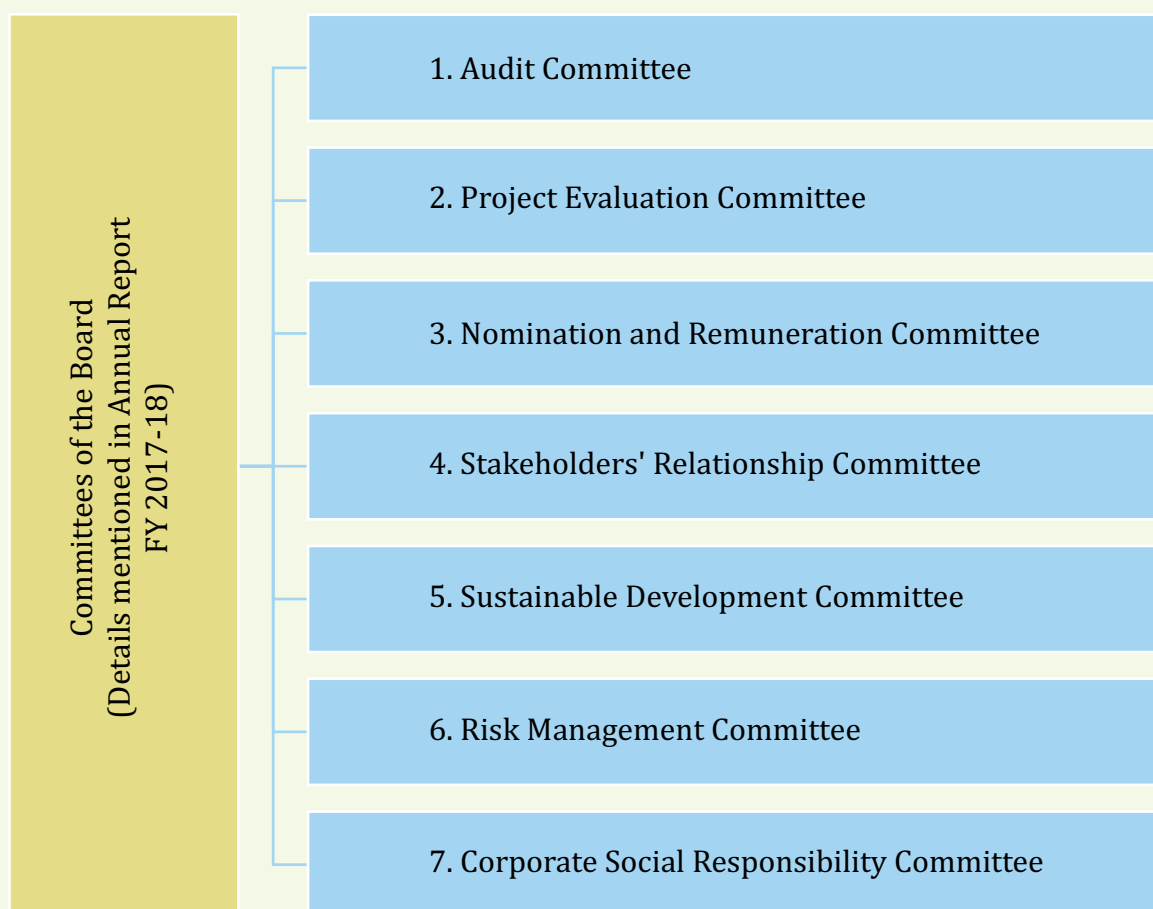 Committees of the Board
(Details mentioned in Annual Report
FY 2017-18)
1. Audit Committee
2. Project Evaluation Committee
3. Nomination and Remuneration Committee
4. Stakeholders' Relationship Committee
5. Sustainable Development Committee
6. Risk Management Committee
7. Corporate Social Responsibility Committee